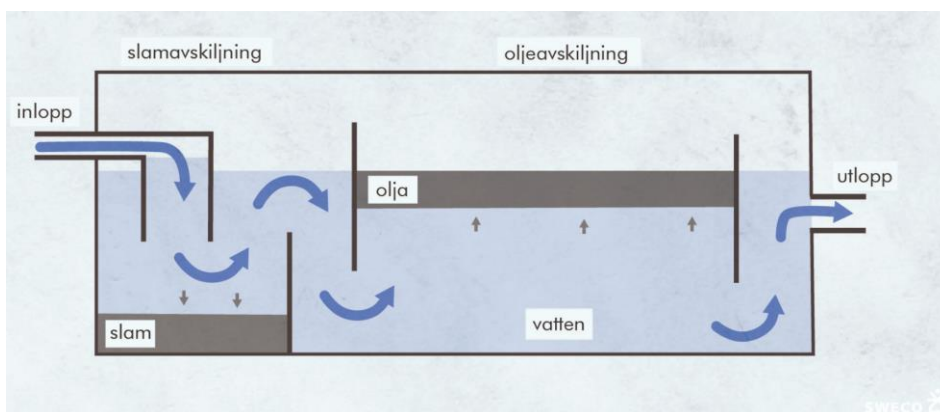 slamavskiljning
oljeavskiljning
inlopp
olja
utlopp
slam
vatten
SWECO